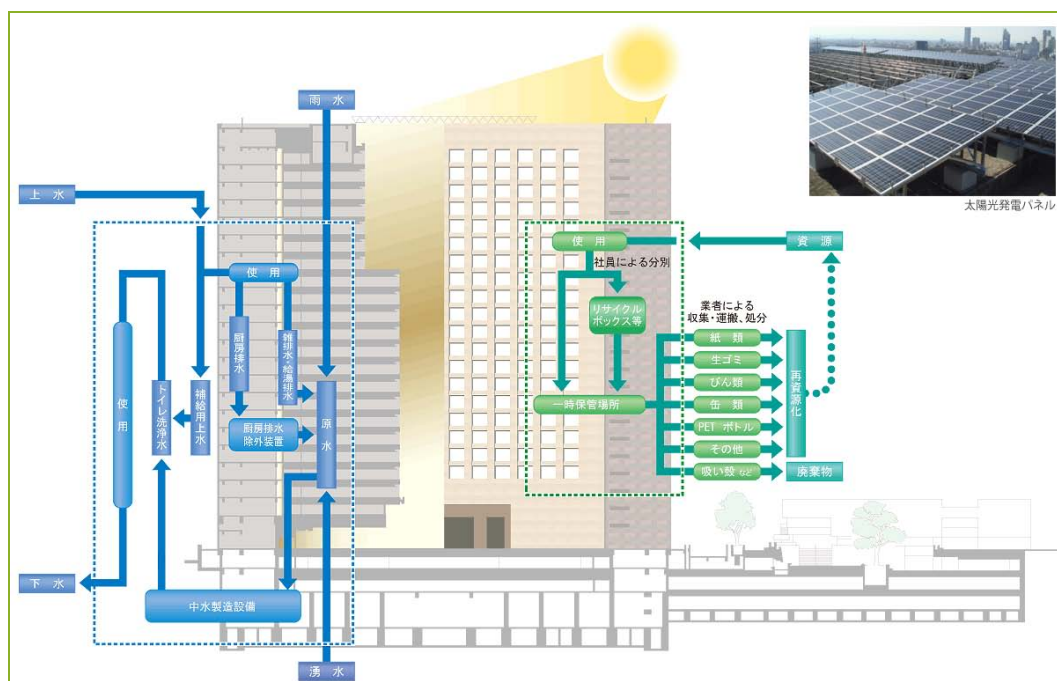 雨 水
太陽光発電パネル
上 水
使 用
厨房排水
雑排水・給湯排水
使 用
トイレ洗浄水
補給用上水
厨房排水
除外装置
原 水
下 水
中水製造設備
湧 水
使 用
社員による分別
リサイクル
ボックス等
一時保管場所
資 源
業者による
収集・運搬、処分
紙 類
生ゴミ
びん類
缶 類
PET ボトル
その他
吸い殻 など
再資源化
廃棄物